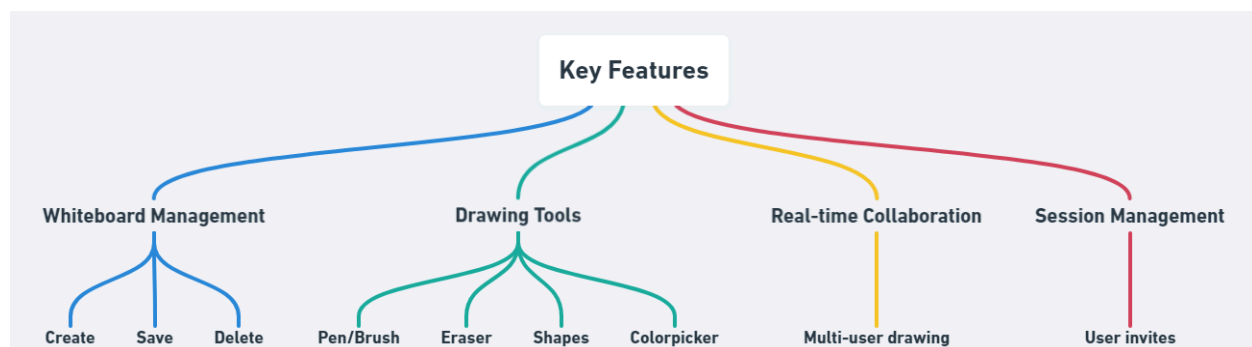 Key Features
Whiteboard Management
Drawing Tools
Real-time Collaboration
Session Management
Create
Save
Delete
Pen/Brush
Eraser
Shapes
Colorpicker
Multi-user drawing
User invites